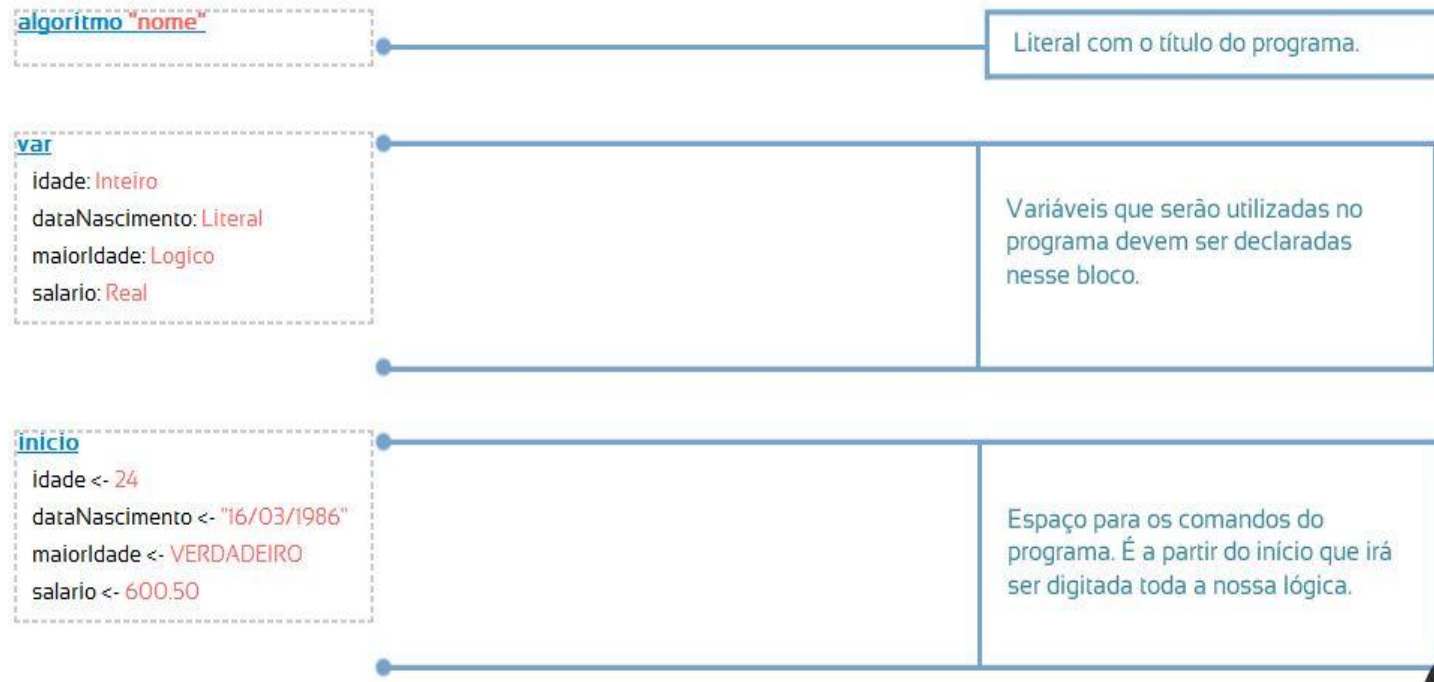 algoritmo "nome"
Literal com o título do programa.
var
idade: Inteiro
dataNascimento: Literal
maiorIdade: Logico
salario: Real
Variáveis que serão utilizadas no
programa devem ser declaradas
nesse bloco.
inicio
idade <- 24
dataNascimento <- "16/03/1986"
maiorIdade <- VERDADEIRO
salario <- 600.50
Espaço para os comandos do
programa. É a partir do início que irá
ser digitada toda a nossa lógica.